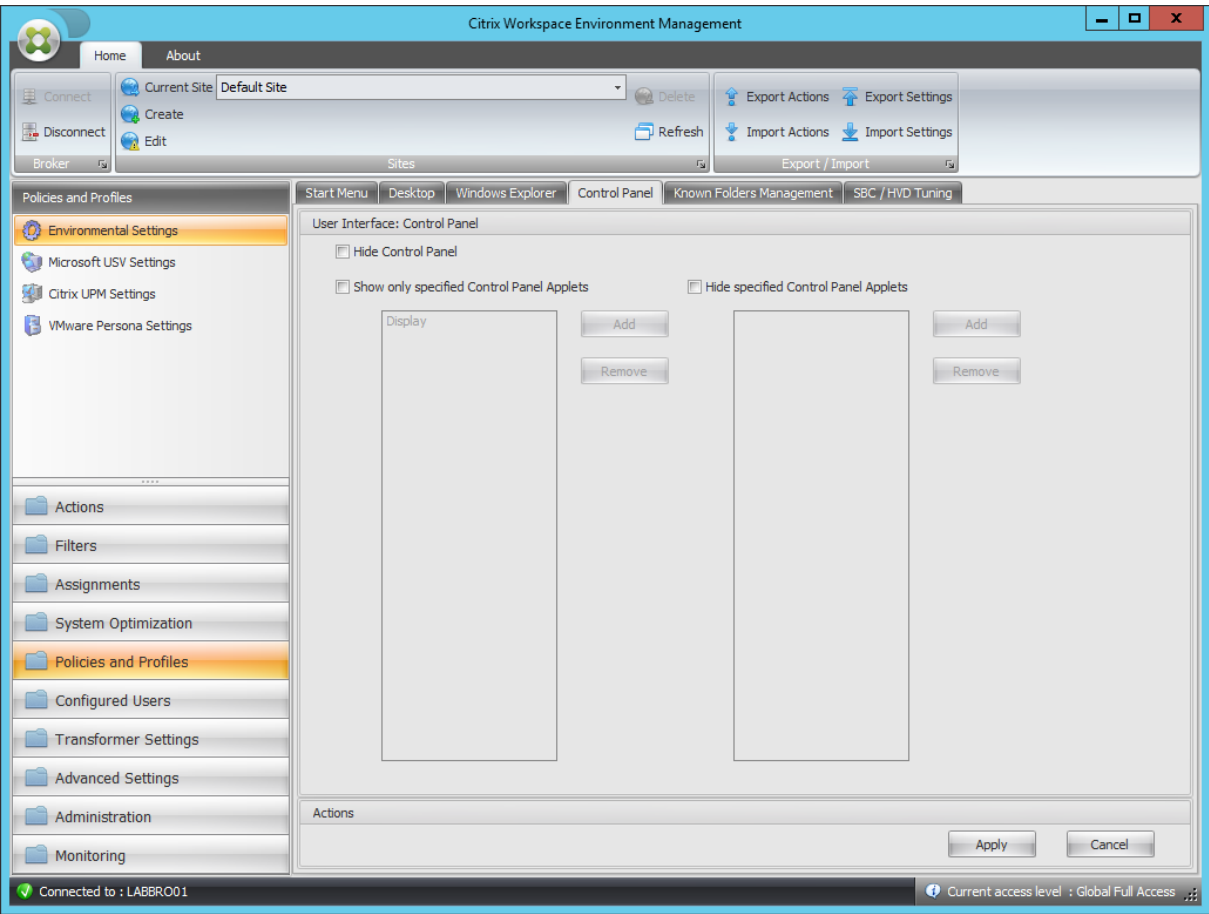 Citrix Workspace Environment Management
Home About
Connect
Disconnect
Broker
Current Site Default Site
Create
Edit
Delete
Refresh
Sites
Export Actions Export Settings
Import Actions Import Settings
Export / Import
Policies and Profiles
Environmental Settings
Microsoft USV Settings
Citrix UPM Settings
VMware Persona Settings
Actions
Filters
Assignments
System Optimization
Policies and Profiles
Configured Users
Transformer Settings
Advanced Settings
Administration
Monitoring
Start Menu Desktop Windows Explorer Control Panel Known Folders Management SBC / HVD Tuning
User Interface: Control Panel
Hide Control Panel
Show only specified Control Panel Applets
Hide specified Control Panel Applets
Display
Add
Remove
Add
Remove
Actions
Apply Cancel
Connected to : LABBRO01
Current access level : Global Full Access